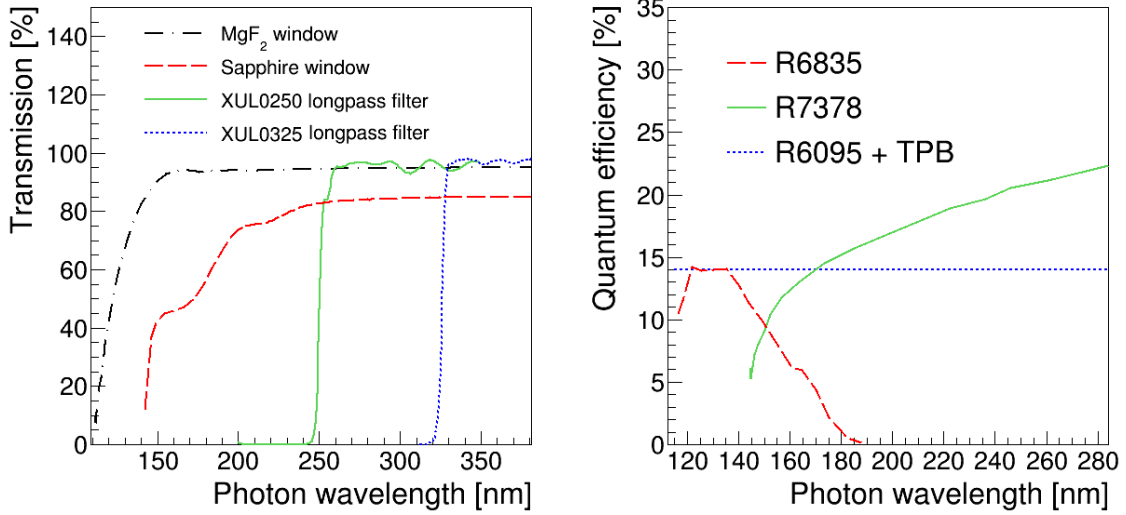 Transmission [%]
140
120
100
80
60
40
20
0
MgF2 window
Sapphire window
XUL0250 longpass filter
XUL0325 longpass filter
150 200 250 300 350
Photon wavelength [nm]
Quantum efficiency [%]
35
30
25
20
15
10
5
0
R6835
R7378
R6095 + TPB
120 140 160 180 200 220 240 260 280
Photon wavelength [nm]